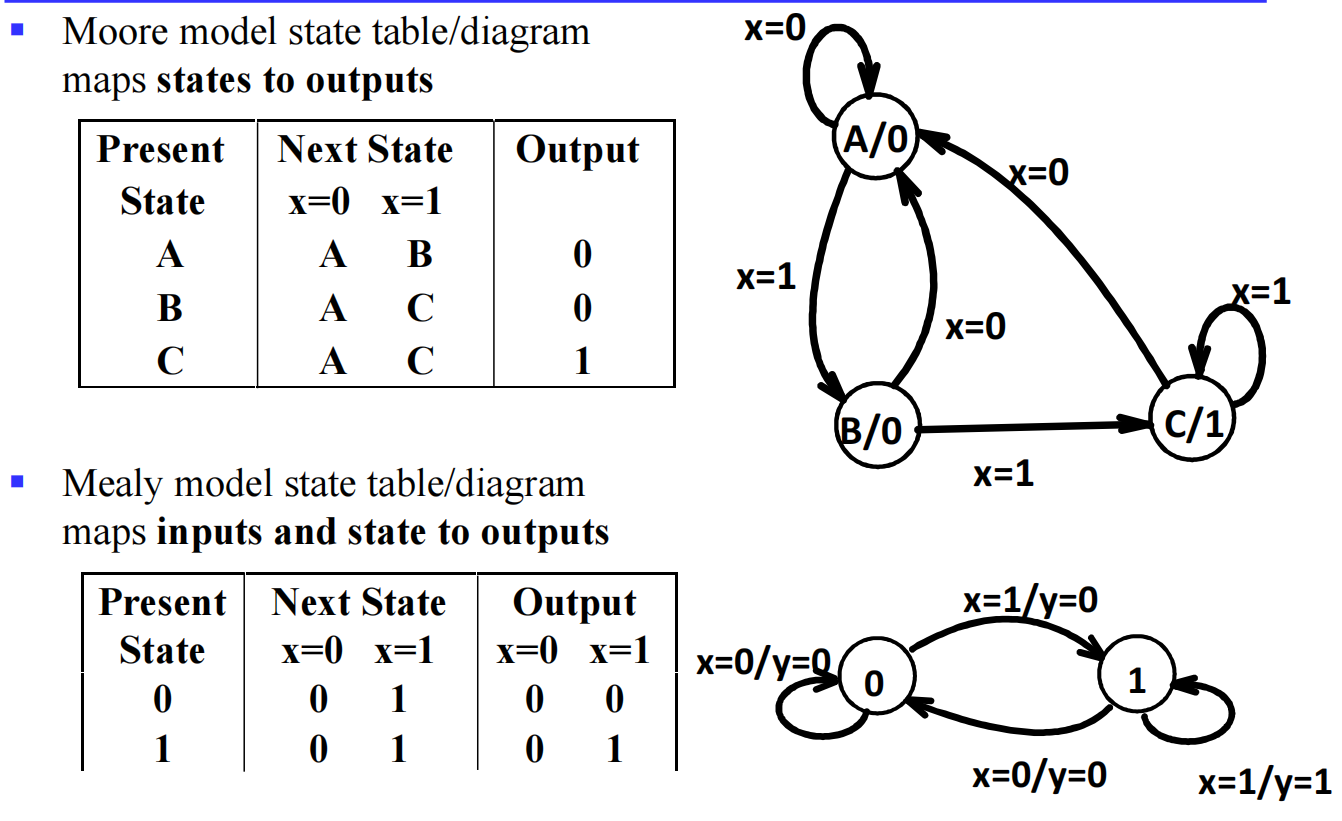 Moore model state table/diagram
maps states to outputs
Present Next State Output
State x=0 x=1
A A B 0
B A C 0
C A C 1
x=0
A/0
x=0
x=1
x=0
x=1
B/0
C/1
x=1
Mealy model state table/diagram
maps inputs and state to outputs
Present Next State Output
State x=0 x=1 x=0 x=1
0 0 1 0 0
1 0 1 0 1
x=1/y=0
x=0/y=0
0
1
x=0/y=0
x=1/y=1